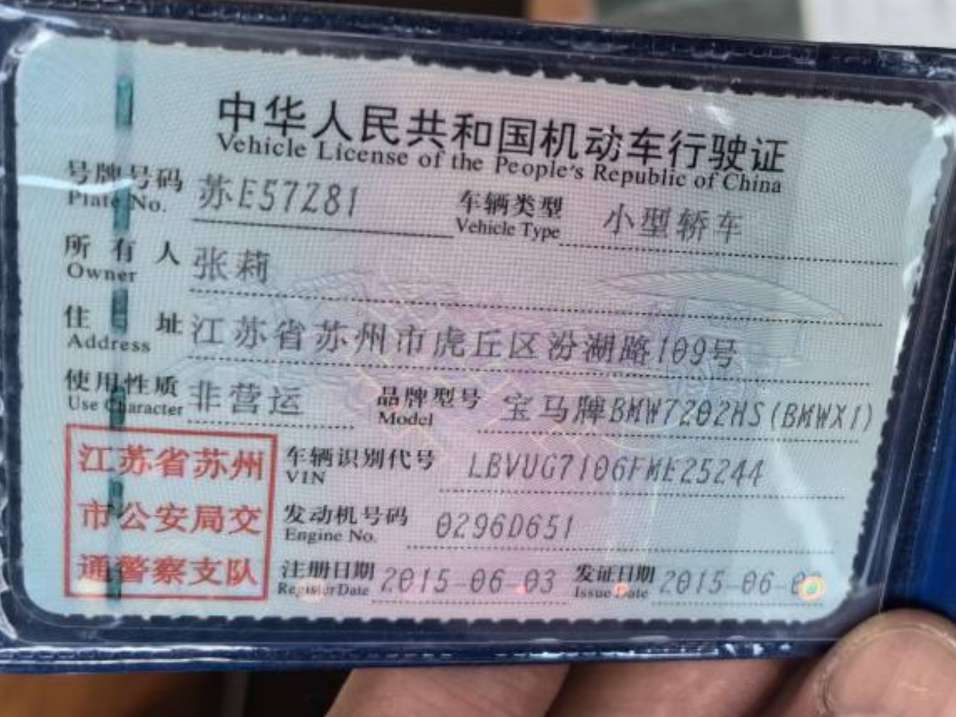 中华人民共和国机动车行驶证
Vehicle License of the People's Republic of China
号牌号码 苏E57Z81 车辆类型 小型轿车
Plate No. Vehicle Type
所有人 张莉
Owner
住址 江苏省苏州市虎丘区汾湖路109号
Address
使用性质 非营运 品牌型号 宝马牌BMW7202HS(BMWX1)
Use Character Model
江苏省苏州
市公安局交
通警察支队
车辆识别代号 LBVUG7106FME25244
VIN
发动机号码 0296D651
Engine No.
注册日期 2015-06-03 发证日期 2015-06-
Register Date Issue Date